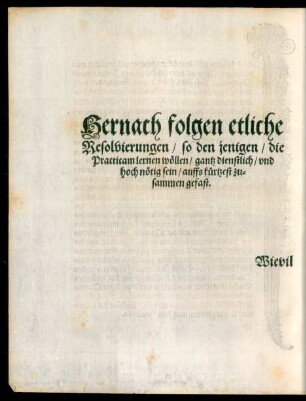 Hernach folgen etliche
Resolvierungen / so den jenigen / die
Practicam lernen wöllen / gantz dienstlich / vnd
hoch nötig sein / auffs kürtzest zu-
sammen gefast.
Wievil